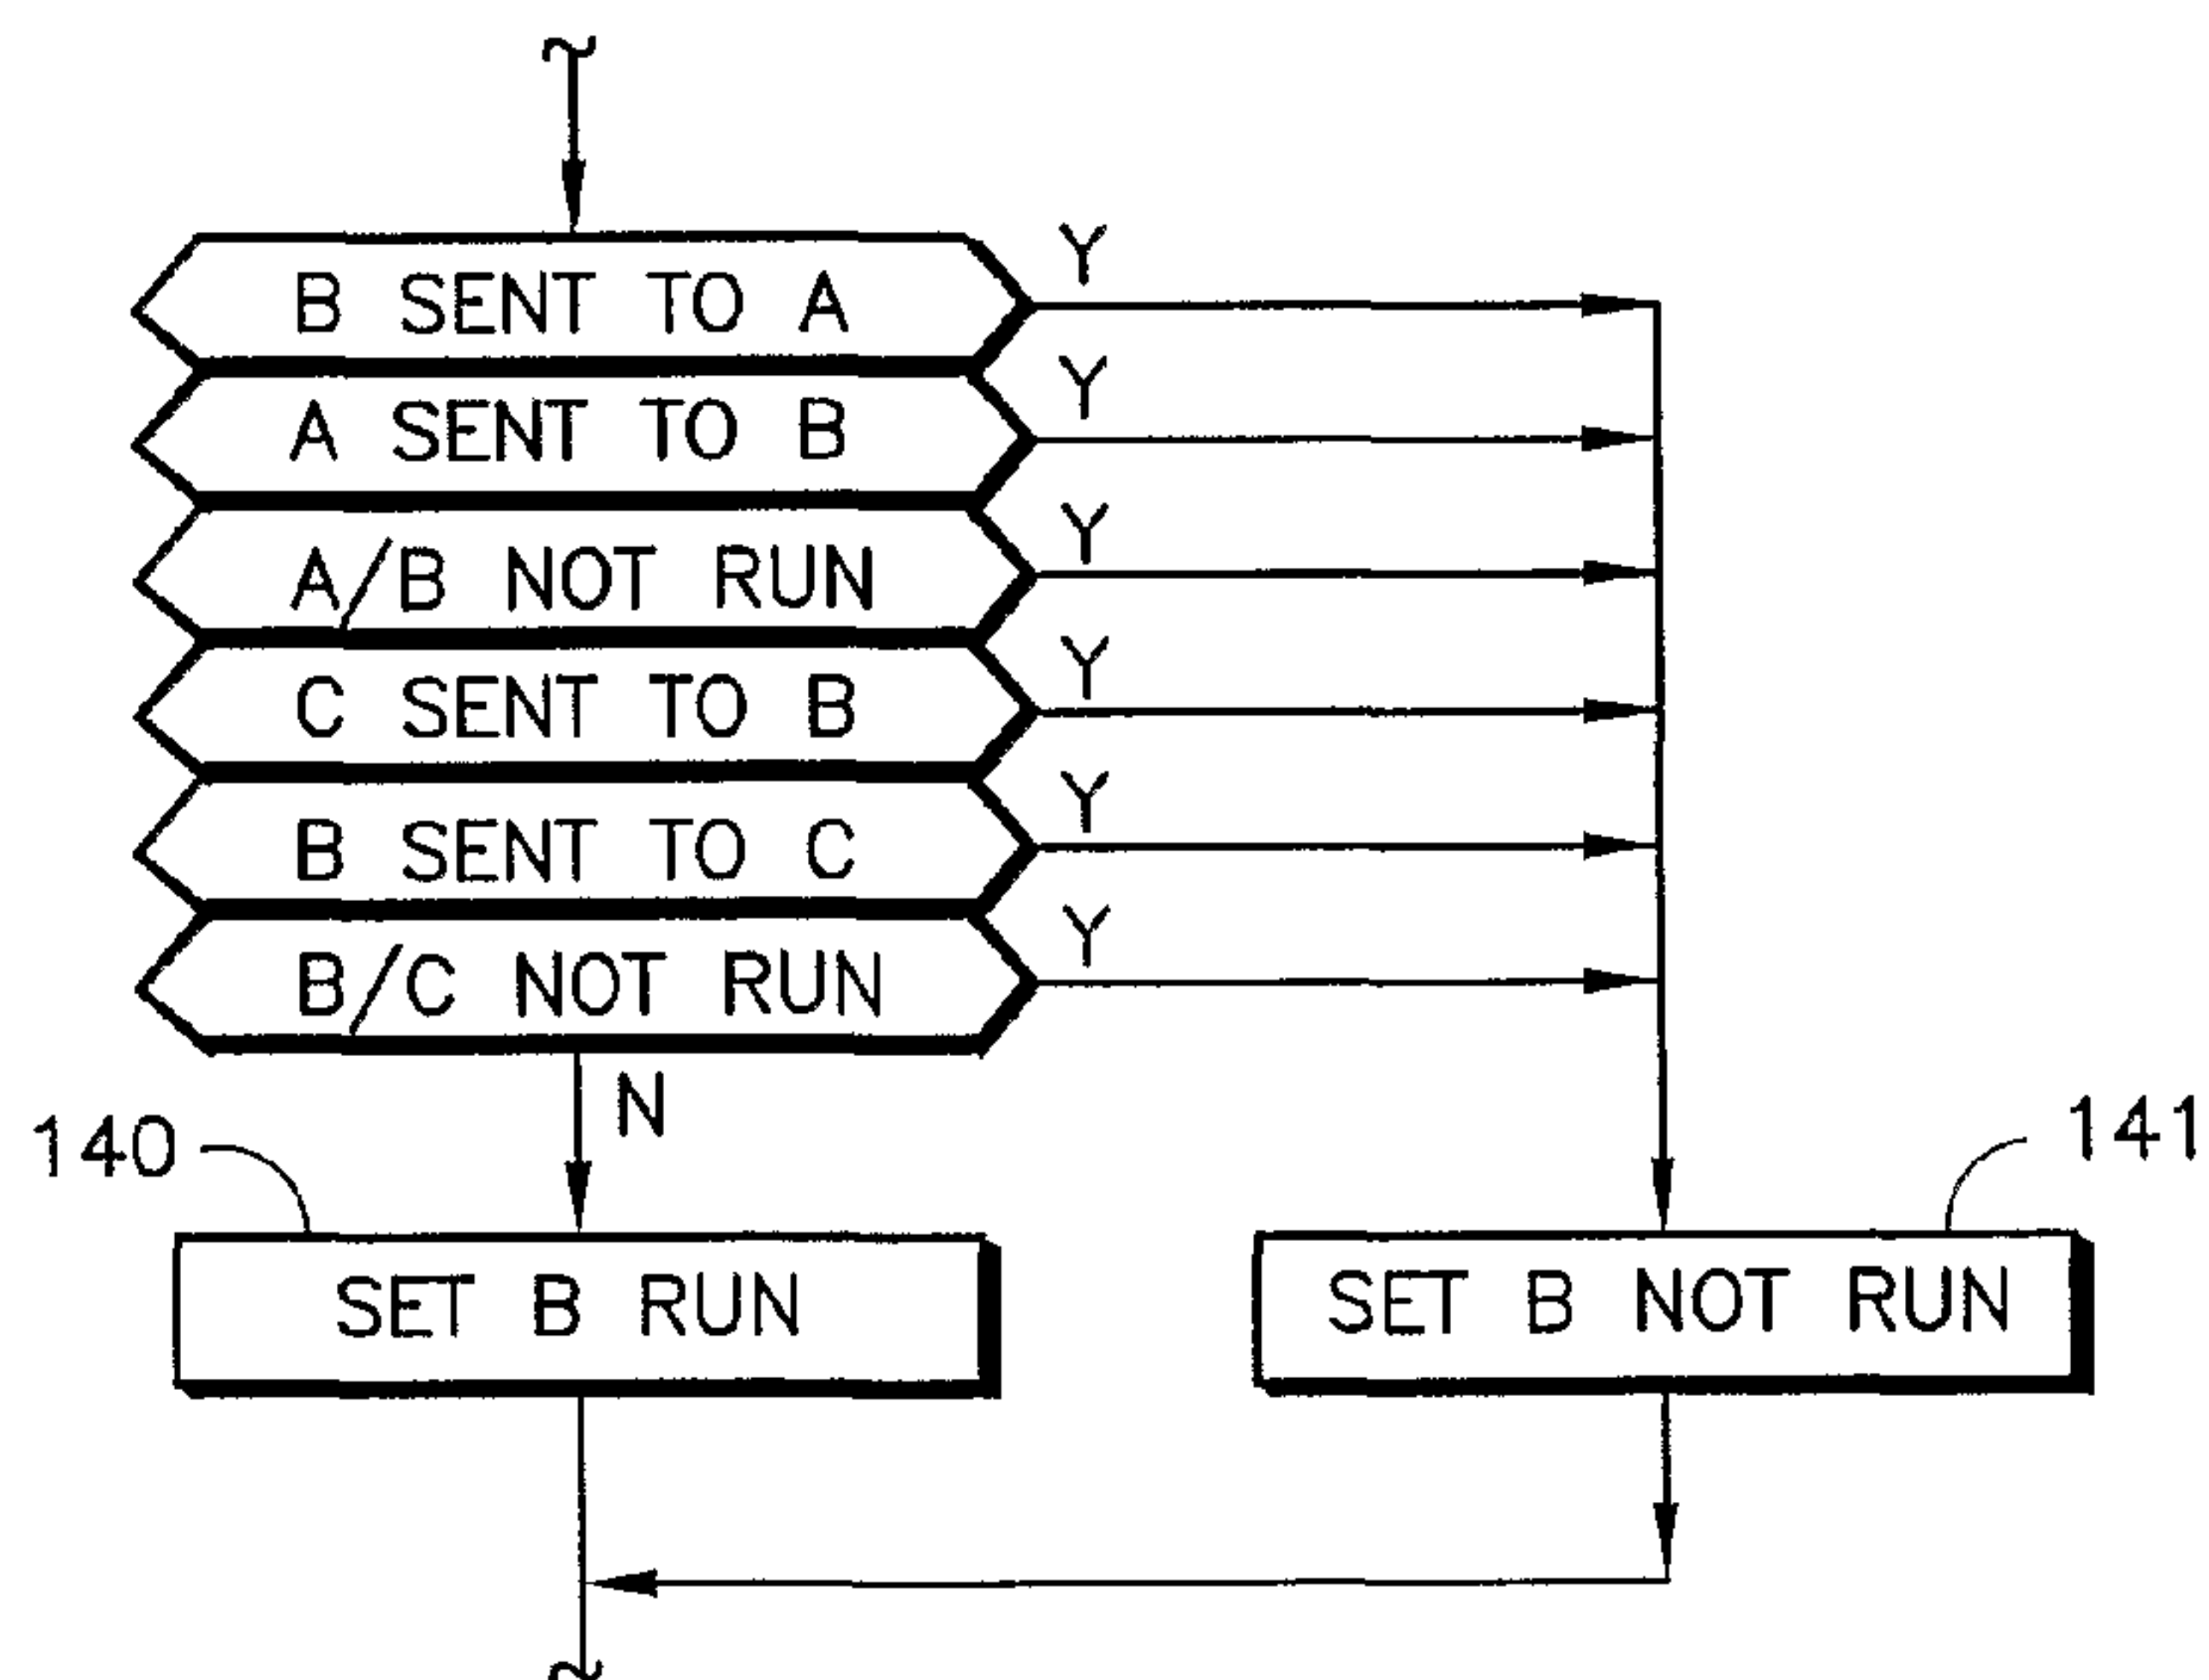 B SENT TO A Y
A SENT TO B Y
A/B NOT RUN Y
C SENT TO B Y
B SENT TO C Y
B/C NOT RUN Y
N
140
141
SET B RUN
SET B NOT RUN